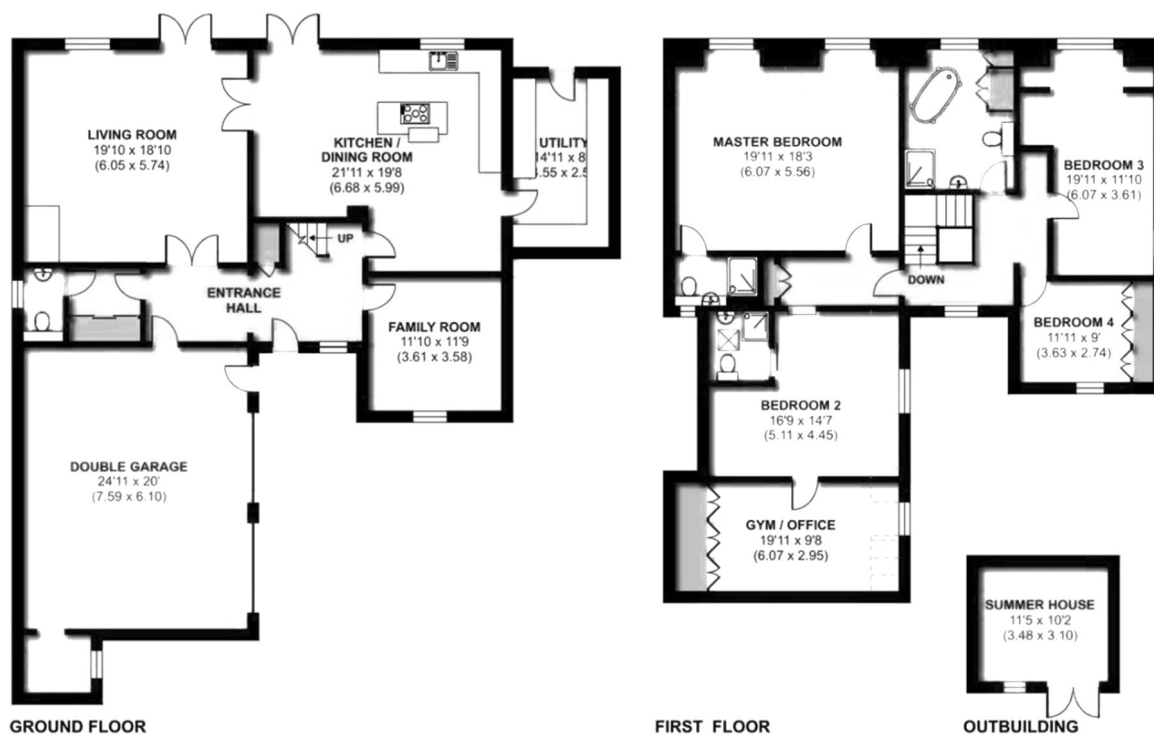 LIVING ROOM
19'10 x 18'10
(6.05 x 5.74)
KITCHEN /
DINING ROOM
21'11 x 19'8
(6.68 x 5.99)
UTILITY
14'11 x 8
.55 x 2.5
UP
ENTRANCE
HALL
FAMILY ROOM
11'10 x 11'9
(3.61 x 3.58)
DOUBLE GARAGE
24'11 x 20'
(7.59 x 6.10)
GROUND FLOOR
MASTER BEDROOM
19'11 x 18'3
(6.07 x 5.56)
BEDROOM 3
19'11 x 11'10
(6.07 x 3.61)
DOWN
BEDROOM 4
11'11 x 9'
(3.63 x 2.74)
BEDROOM 2
16'9 x 14'7
(5.11 x 4.45)
GYM / OFFICE
19'11 x 9'8
(6.07 x 2.95)
FIRST FLOOR
SUMMER HOUSE
11'5 x 10'2
(3.48 x 3.10)
OUTBUILDING